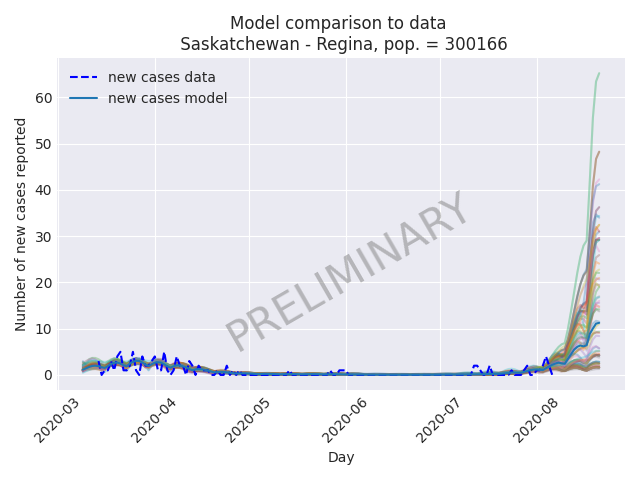 Model comparison to data
Saskatchewan - Regina, pop. = 300166
new cases data
new cases model
Number of new cases reported
60
50
40
30
20
10
0
PRELIMINARY
2020-03
2020-04
2020-05
2020-06
2020-07
2020-08
Day